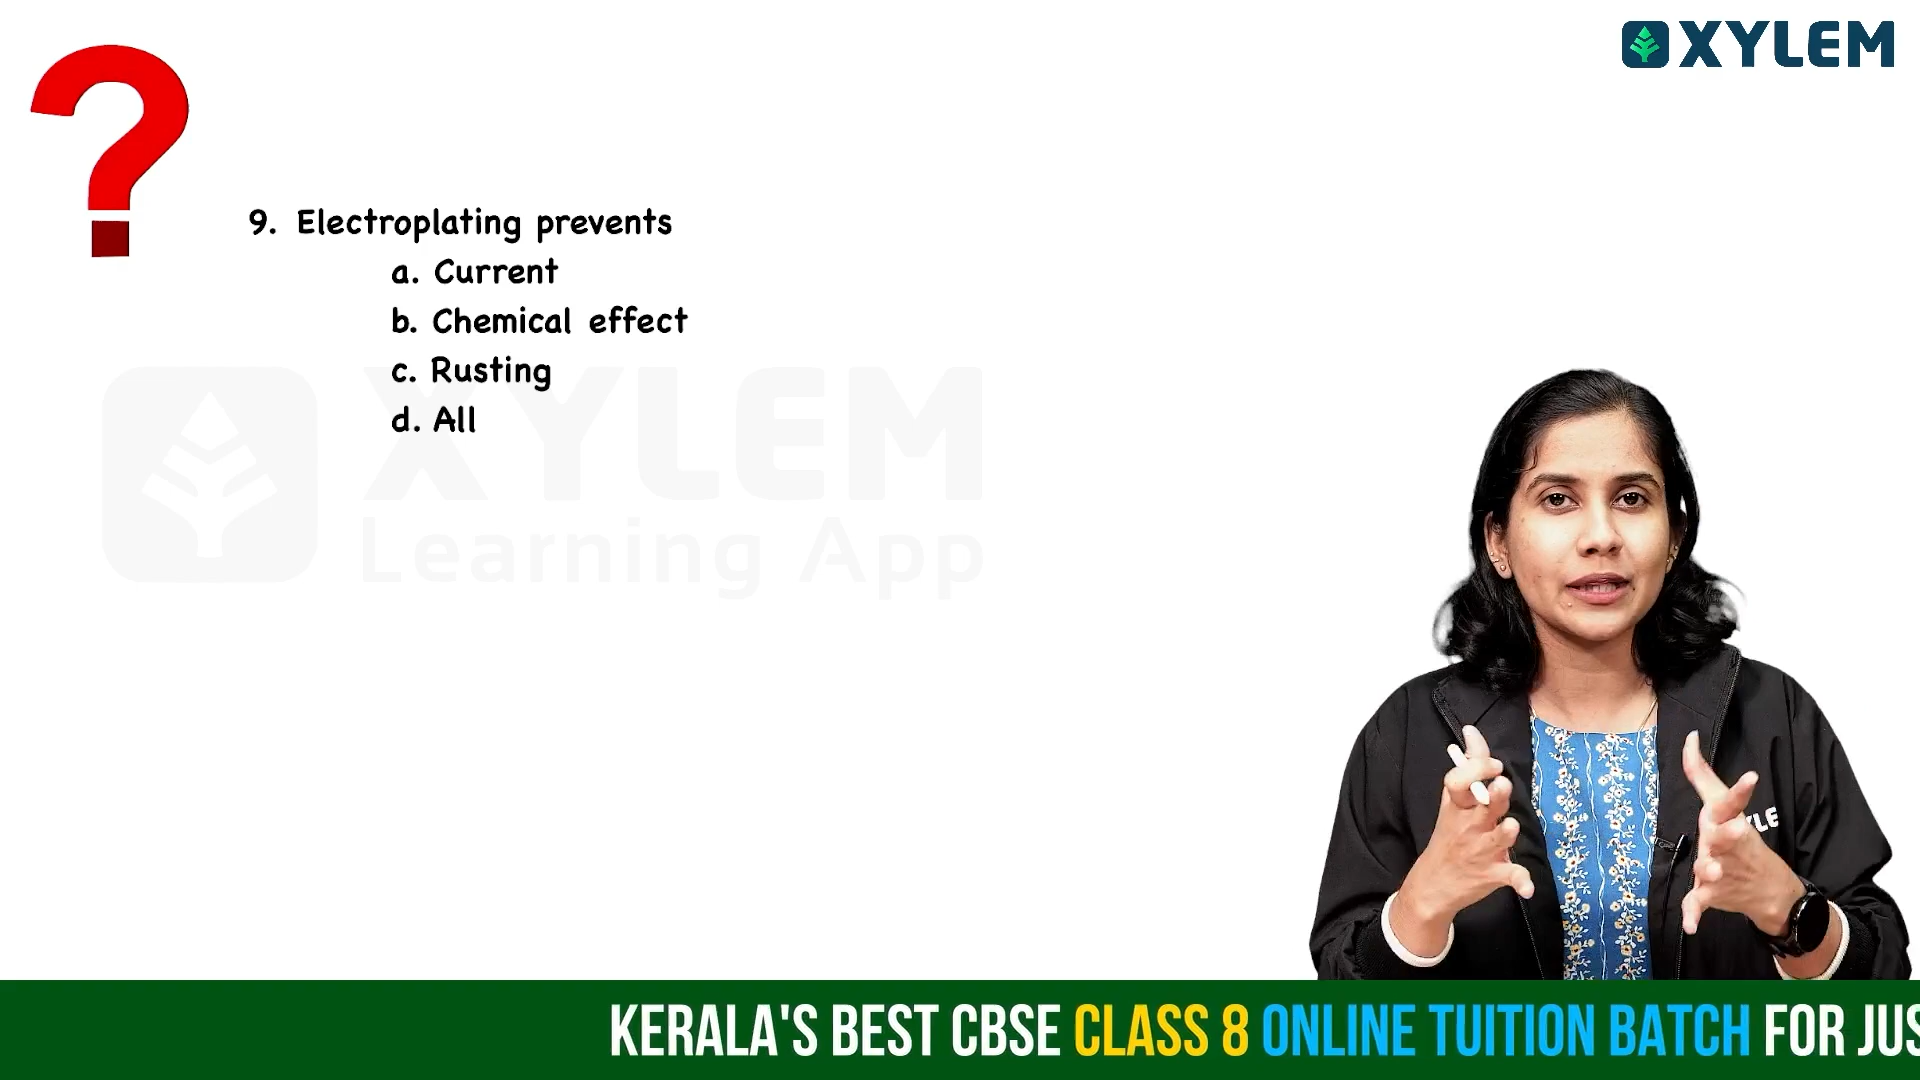 XYLEM
9. Electroplating prevents
a. Current
b. Chemical effect
c. Rusting
d. All
XYLEM
Learning App
KERALA'S BEST CBSE CLASS 8 ONLINE TUITION BATCH FOR